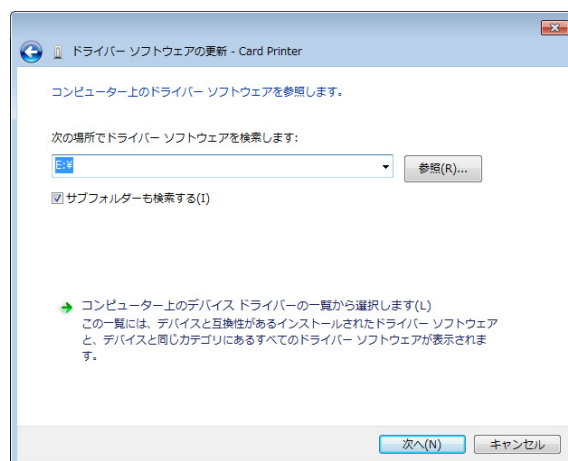 ドライバー ソフトウェアの更新 - Card Printer
コンピューター上のドライバー ソフトウェアを参照します。
次の場所でドライバー ソフトウェアを検索します:
E:¥
参照(R)...
サブフォルダーも検索する(I)
コンピューター上のデバイス ドライバーの一覧から選択します(L)
この一覧には、デバイスと互換性があるインストールされたドライバー ソフトウェア
と、デバイスと同じカテゴリにあるすべてのドライバー ソフトウェアが表示されま
す。
次へ(N)
キャンセル